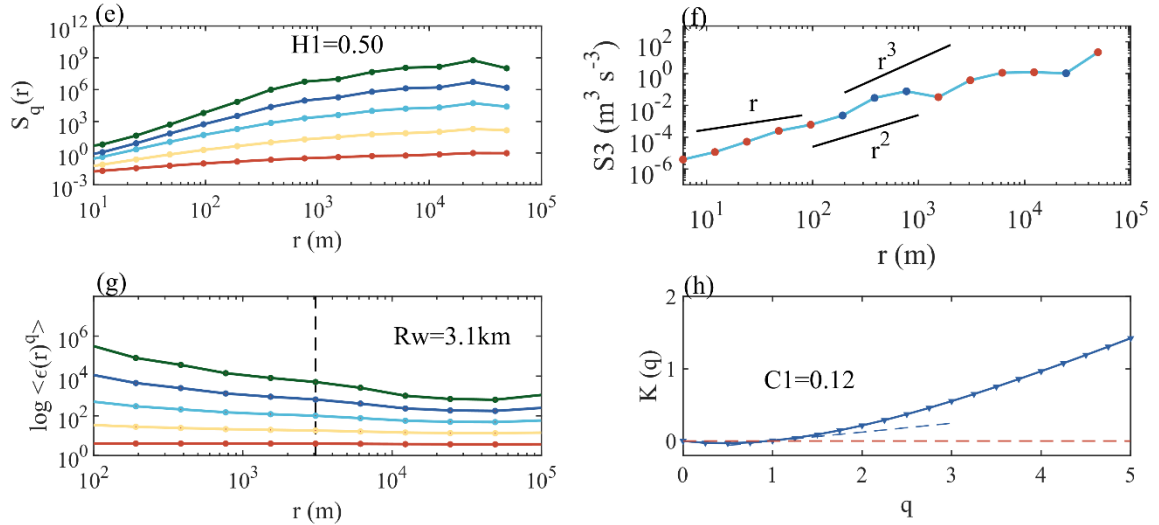 (e)
H1=0.50
S_q(r)
10^12
10^9
10^6
10^3
10^0
10^-3
10^1 10^2 10^3 10^4 10^5
r (m)
(f)
S3 (m^3 s^-3)
10^2
10^0
10^-2
10^-4
10^-6
r
r^3
r^2
10^1 10^2 10^3 10^4 10^5
r (m)
(g)
Rw=3.1km
log <ϵ(r)^q>
10^6
10^4
10^2
10^0
10^2 10^3 10^4 10^5
r (m)
(h)
C1=0.12
K (q)
2
1
0
0 1 2 3 4 5
q